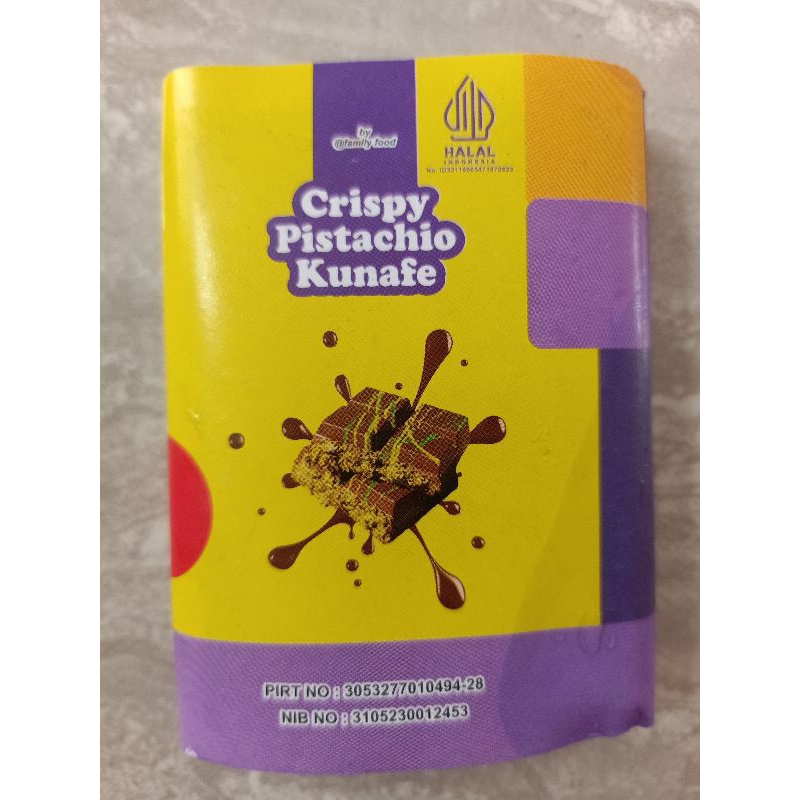 by
@family_food
HALAL
INDONESIA
Crispy
Pistachio
Kunafe
PIRT NO : 3053277010494-28
NIB NO : 3105230012453